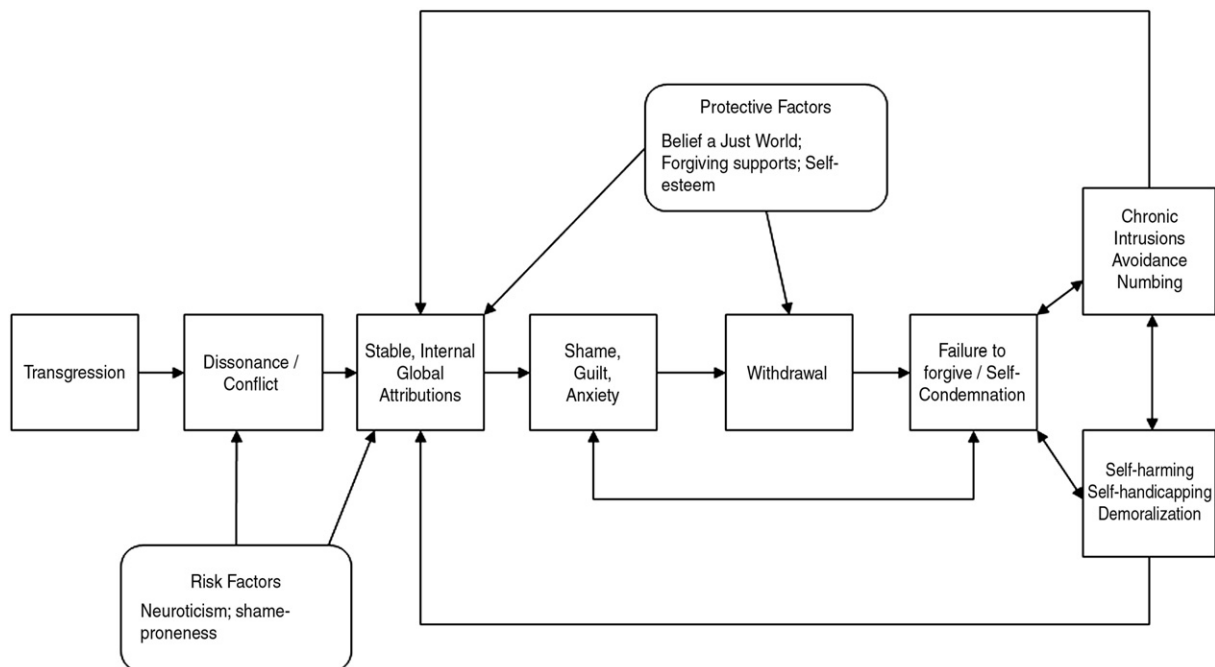 Protective Factors
Belief a Just World;
Forgiving supports; Self-
esteem
Chronic
Intrusions
Avoidance
Numbing
Transgression
Dissonance /
Conflict
Stable, Internal
Global
Attributions
Shame,
Guilt,
Anxiety
Withdrawal
Failure to
forgive / Self-
Condemnation
Self-harming
Self-handicapping
Demoralization
Risk Factors
Neuroticism; shame-
proneness